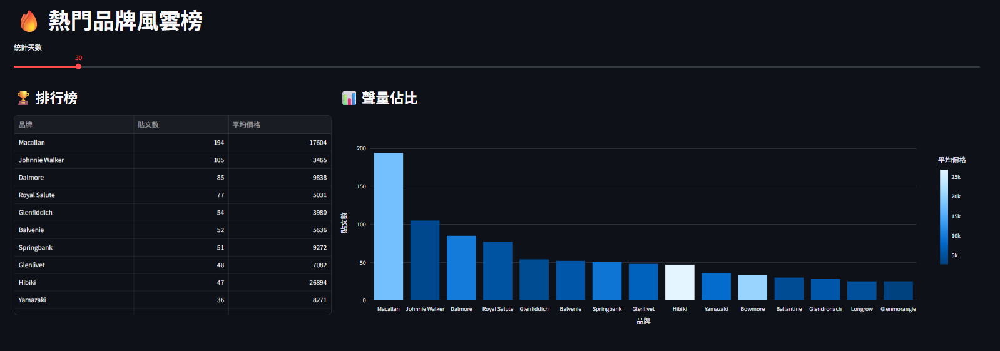 🔥 熱門品牌風雲榜
統計天數
30
🏆 排行榜
品牌 貼文數 平均價格
Macallan 194 17604
Johnnie Walker 105 3465
Dalmore 85 9838
Royal Salute 77 5031
Glenfiddich 54 3980
Balvenie 52 5636
Springbank 51 9272
Glenlivet 48 7082
Hibiki 47 26894
Yamazaki 36 8271
📊 聲量佔比
貼文數
200
150
100
50
0
Macallan Johnnie Walker Dalmore Royal Salute Glenfiddich Balvenie Springbank Glenlivet Hibiki Yamazaki Bowmore Ballantine Glendronach Longrow Glenmorangie
品牌
平均價格
25k
20k
15k
10k
5k